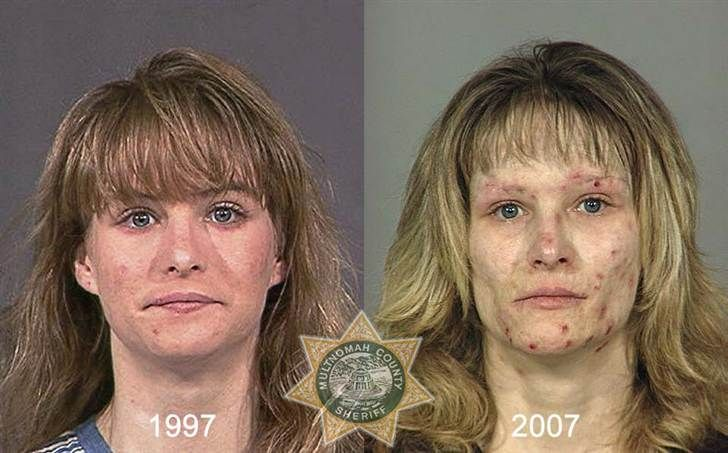 MULTNOMAH COUNTY
SHERIFF
1997
2007